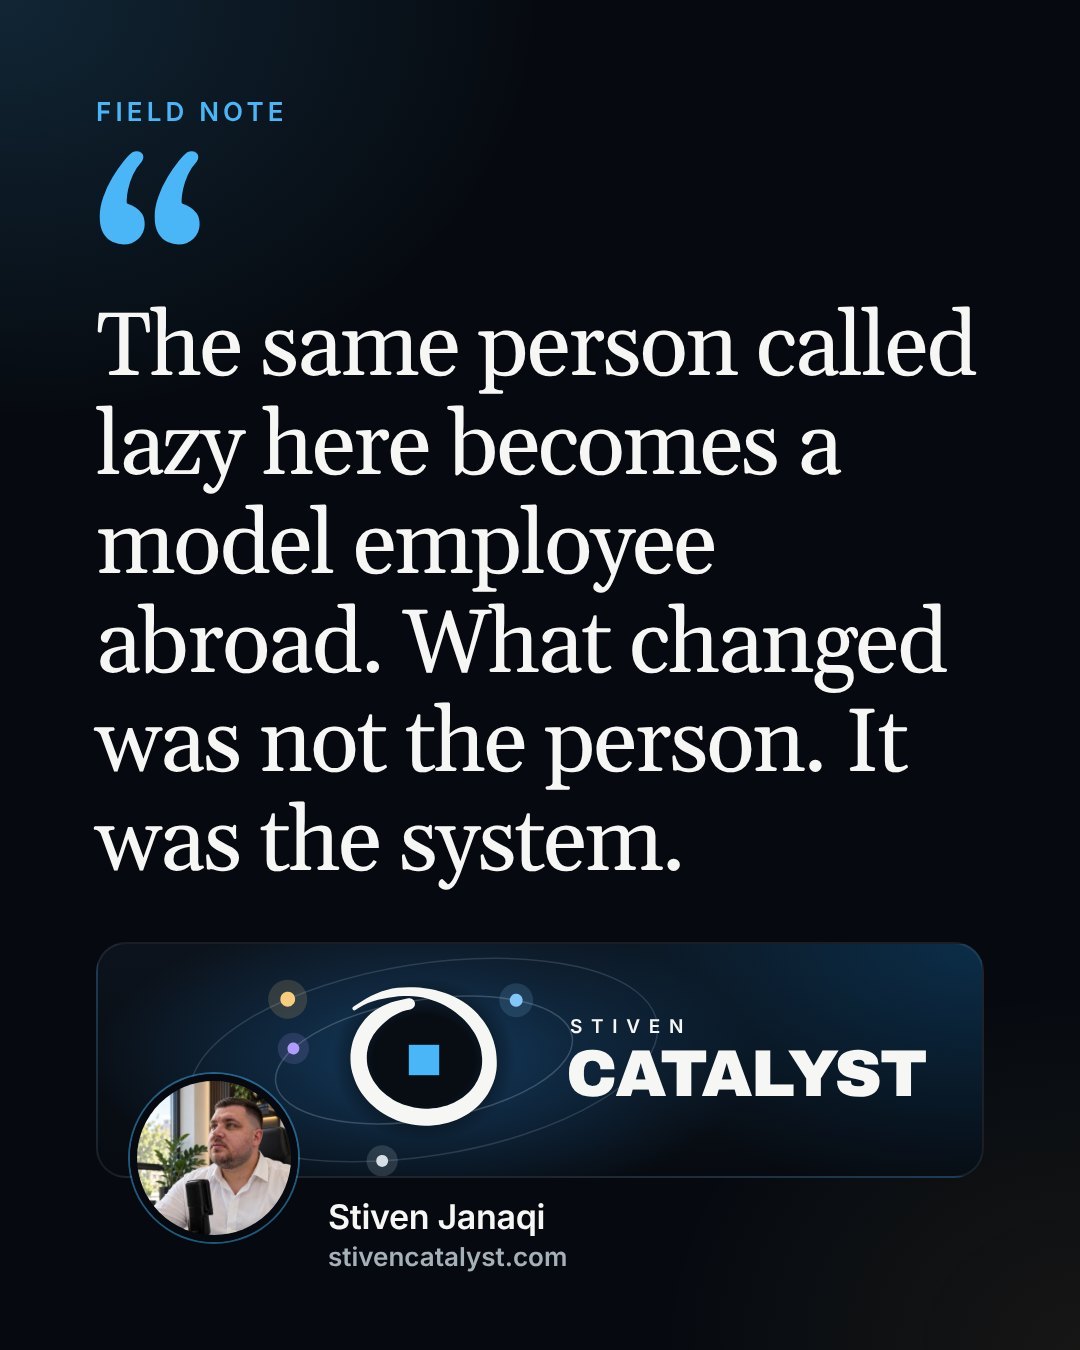 FIELD NOTE
“
The same person called
lazy here becomes a
model employee
abroad. What changed
was not the person. It
was the system.
STIVEN
CATALYST
Stiven Janaqi
stivencatalyst.com